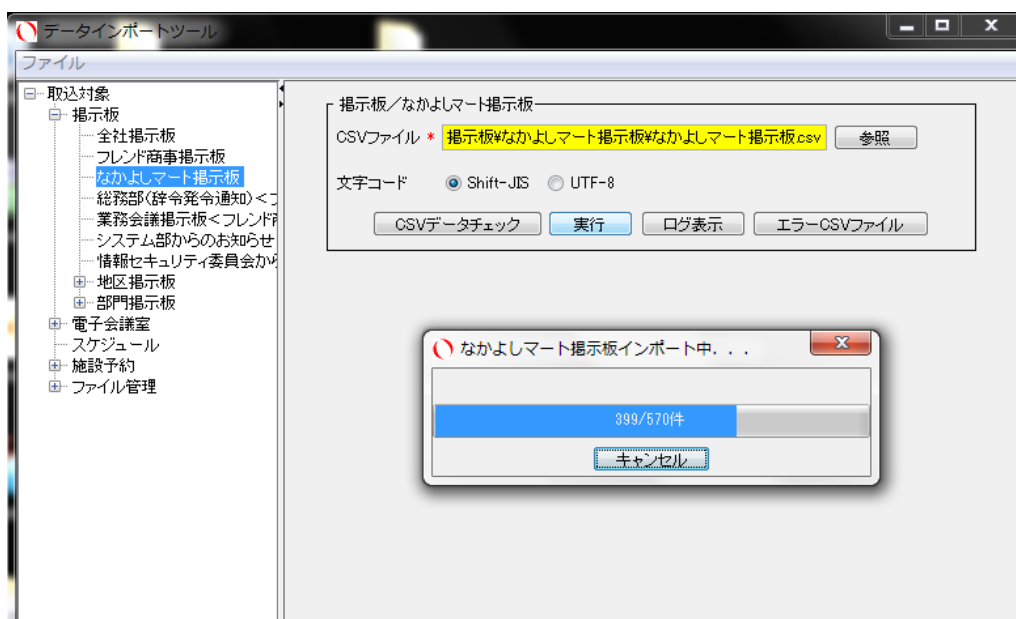 データインポートツール
ファイル
取込対象
掲示板
全社掲示板
フレンド商事掲示板
なかよしマート掲示板
総務部(辞令発令通知)<フ
業務会議掲示板<フレンド商
システム部からのお知らせ
情報セキュリティ委員会から
地区掲示板
部門掲示板
電子会議室
スケジュール
施設予約
ファイル管理
掲示板/なかよしマート掲示板
CSVファイル * 掲示板¥なかよしマート掲示板¥なかよしマート掲示板.csv 参照
文字コード Shift-JIS UTF-8
CSVデータチェック 実行 ログ表示 エラーCSVファイル
なかよしマート掲示板インポート中...
399/570件
キャンセル